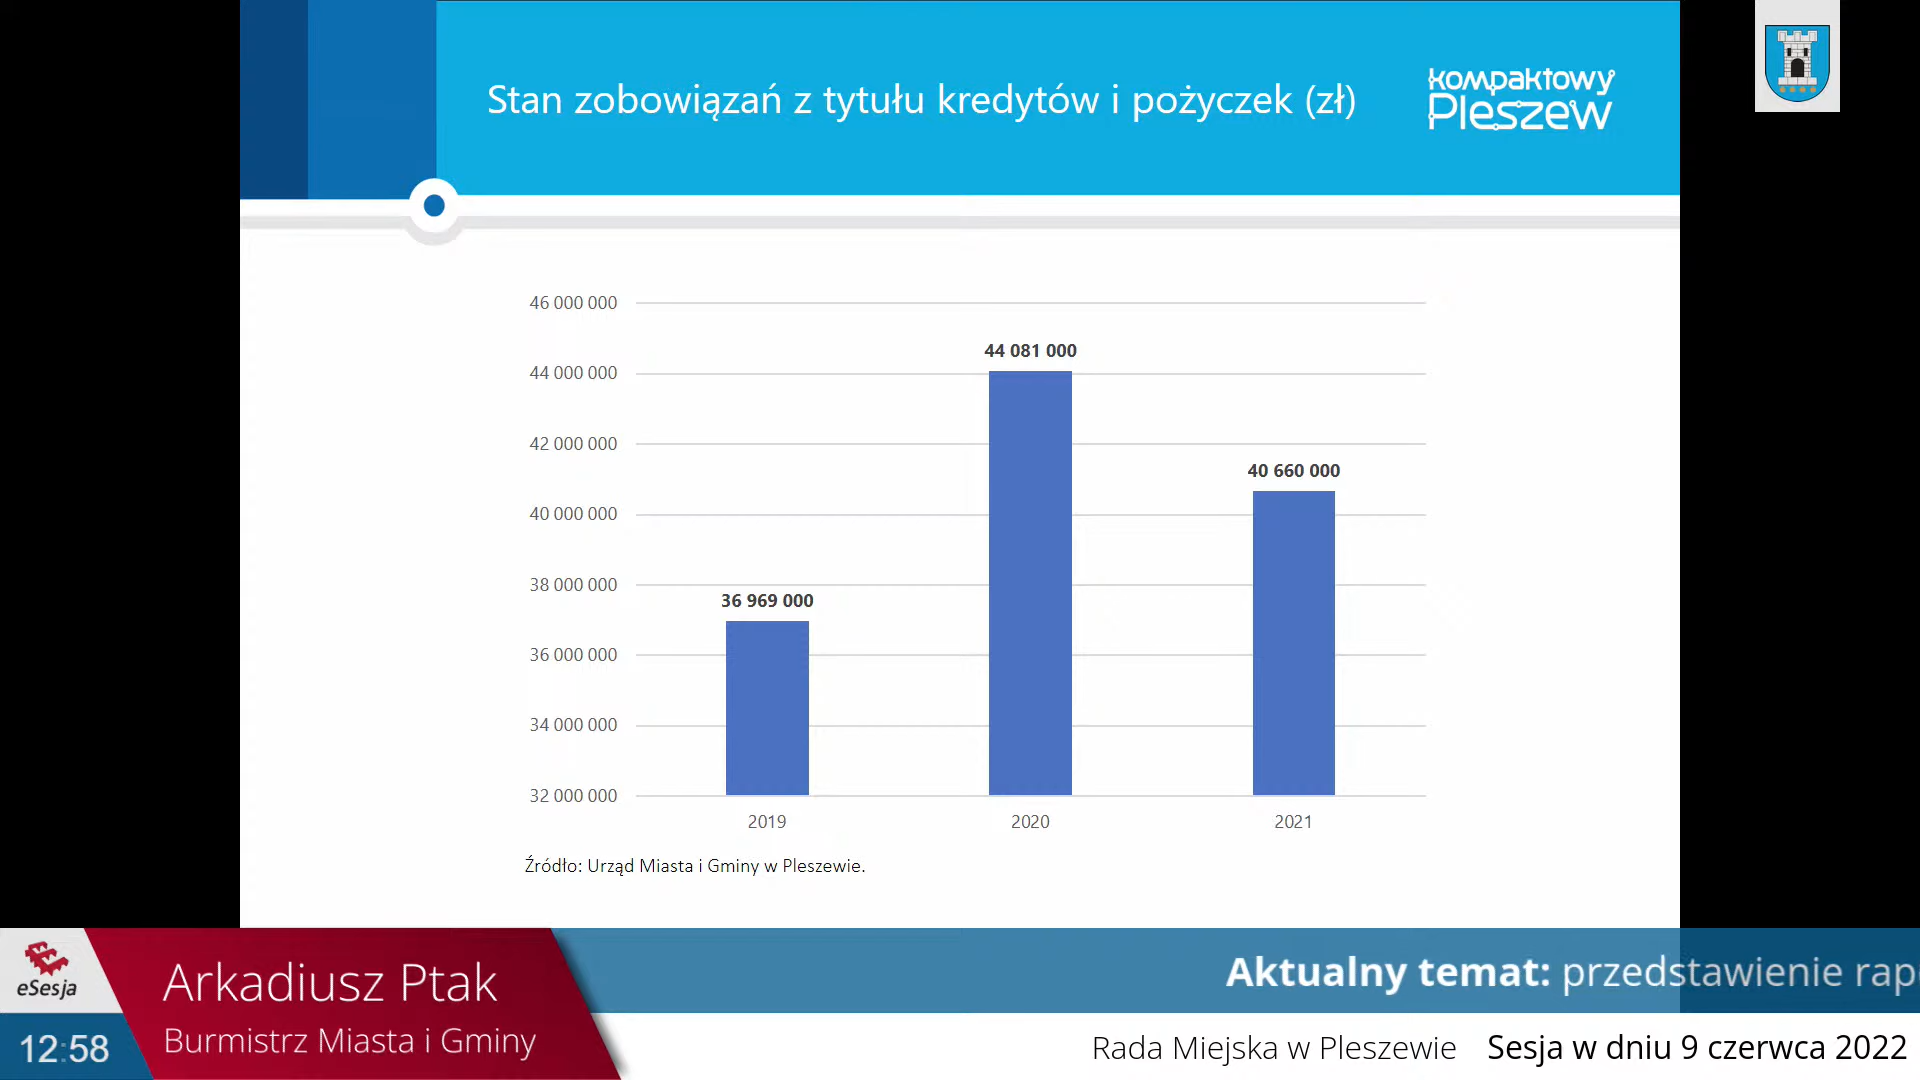 Stan zobowiązań z tytułu kredytów i pożyczek (zł)
kompaktowy
Pleszew
46 000 000
44 000 000
42 000 000
40 000 000
38 000 000
36 000 000
34 000 000
32 000 000
36 969 000
44 081 000
40 660 000
2019
2020
2021
Źródło: Urząd Miasta i Gminy w Pleszewie.
eSesja
12:58
Arkadiusz Ptak
Burmistrz Miasta i Gminy
Aktualny temat: przedstawienie rap
Rada Miejska w Pleszewie Sesja w dniu 9 czerwca 2022